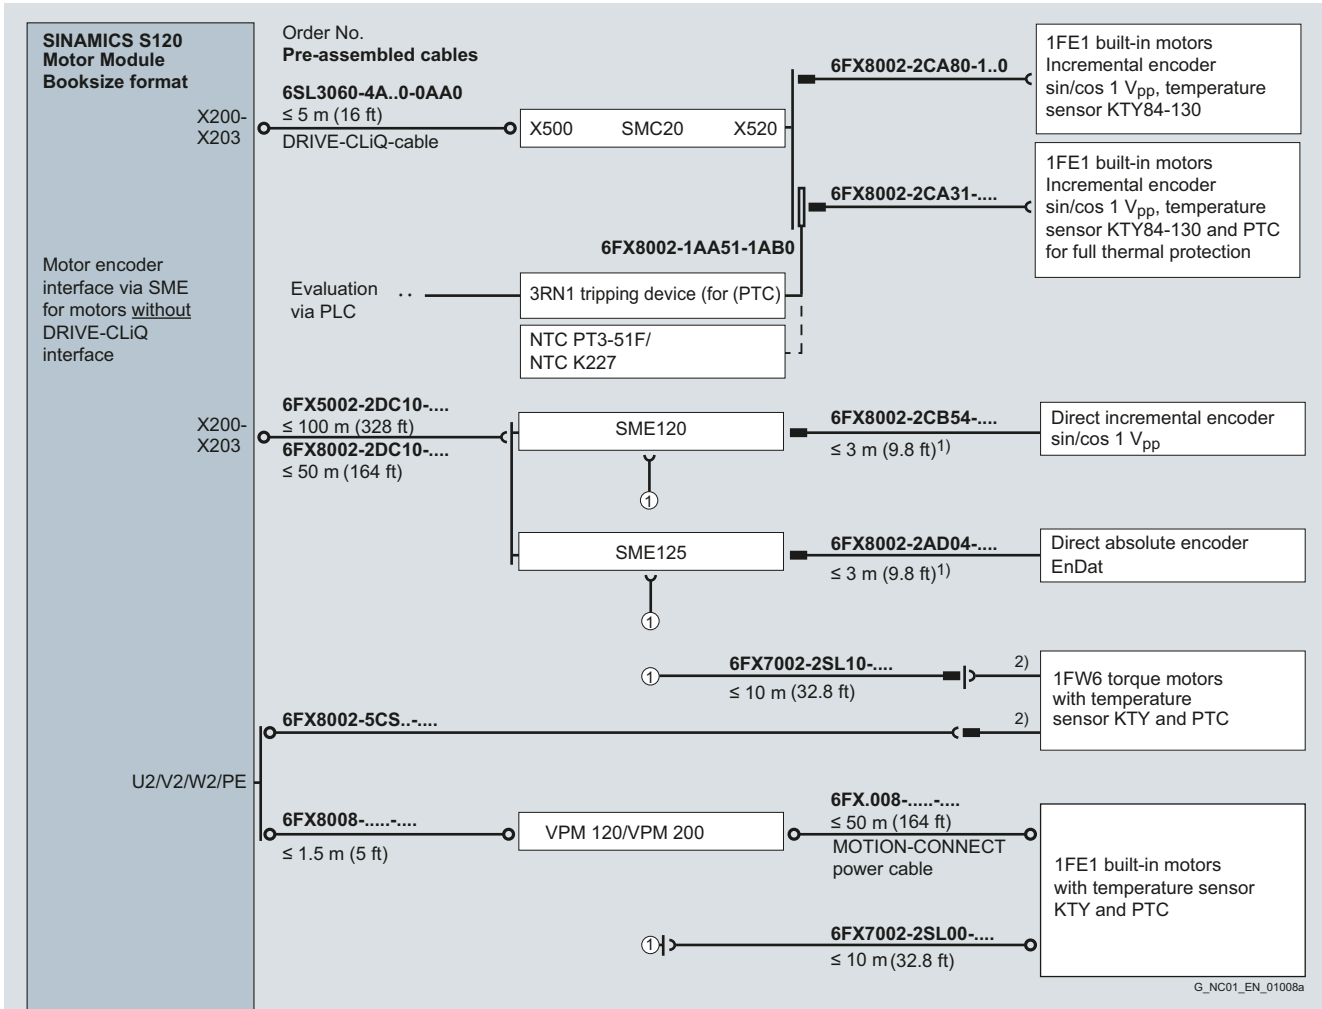 SINAMICS S120
Motor Module
Booksize format
Order No.
Pre-assembled cables
6SL3060-4A..0-0AA0
≤ 5 m (16 ft)
DRIVE-CLiQ-cable
X200-
X203
X500 SMC20 X520
6FX8002-2CA80-1..0
1FE1 built-in motors
Incremental encoder
sin/cos 1 Vpp, temperature
sensor KTY84-130
6FX8002-2CA31-....
1FE1 built-in motors
Incremental encoder
sin/cos 1 Vpp, temperature
sensor KTY84-130 and PTC
for full thermal protection
6FX8002-1AA51-1AB0
Motor encoder
interface via SME
for motors without
DRIVE-CLiQ
interface
Evaluation
via PLC
..
3RN1 tripping device (for (PTC)
NTC PT3-51F/
NTC K227
X200-
X203
6FX5002-2DC10-....
≤ 100 m (328 ft)
6FX8002-2DC10-....
≤ 50 m (164 ft)
SME120
6FX8002-2CB54-....
≤ 3 m (9.8 ft)1)
Direct incremental encoder
sin/cos 1 Vpp
1
SME125
6FX8002-2AD04-....
≤ 3 m (9.8 ft)1)
Direct absolute encoder
EnDat
1
1
6FX7002-2SL10-....
≤ 10 m (32.8 ft)
2)
1FW6 torque motors
with temperature
sensor KTY and PTC
6FX8002-5CS..-....
2)
U2/V2/W2/PE
6FX8008-.....-....
≤ 1.5 m (5 ft)
VPM 120/VPM 200
6FX.008-.....-....
≤ 50 m (164 ft)
MOTION-CONNECT
power cable
1FE1 built-in motors
with temperature sensor
KTY and PTC
1
6FX7002-2SL00-....
≤ 10 m (32.8 ft)
G_NC01_EN_01008a